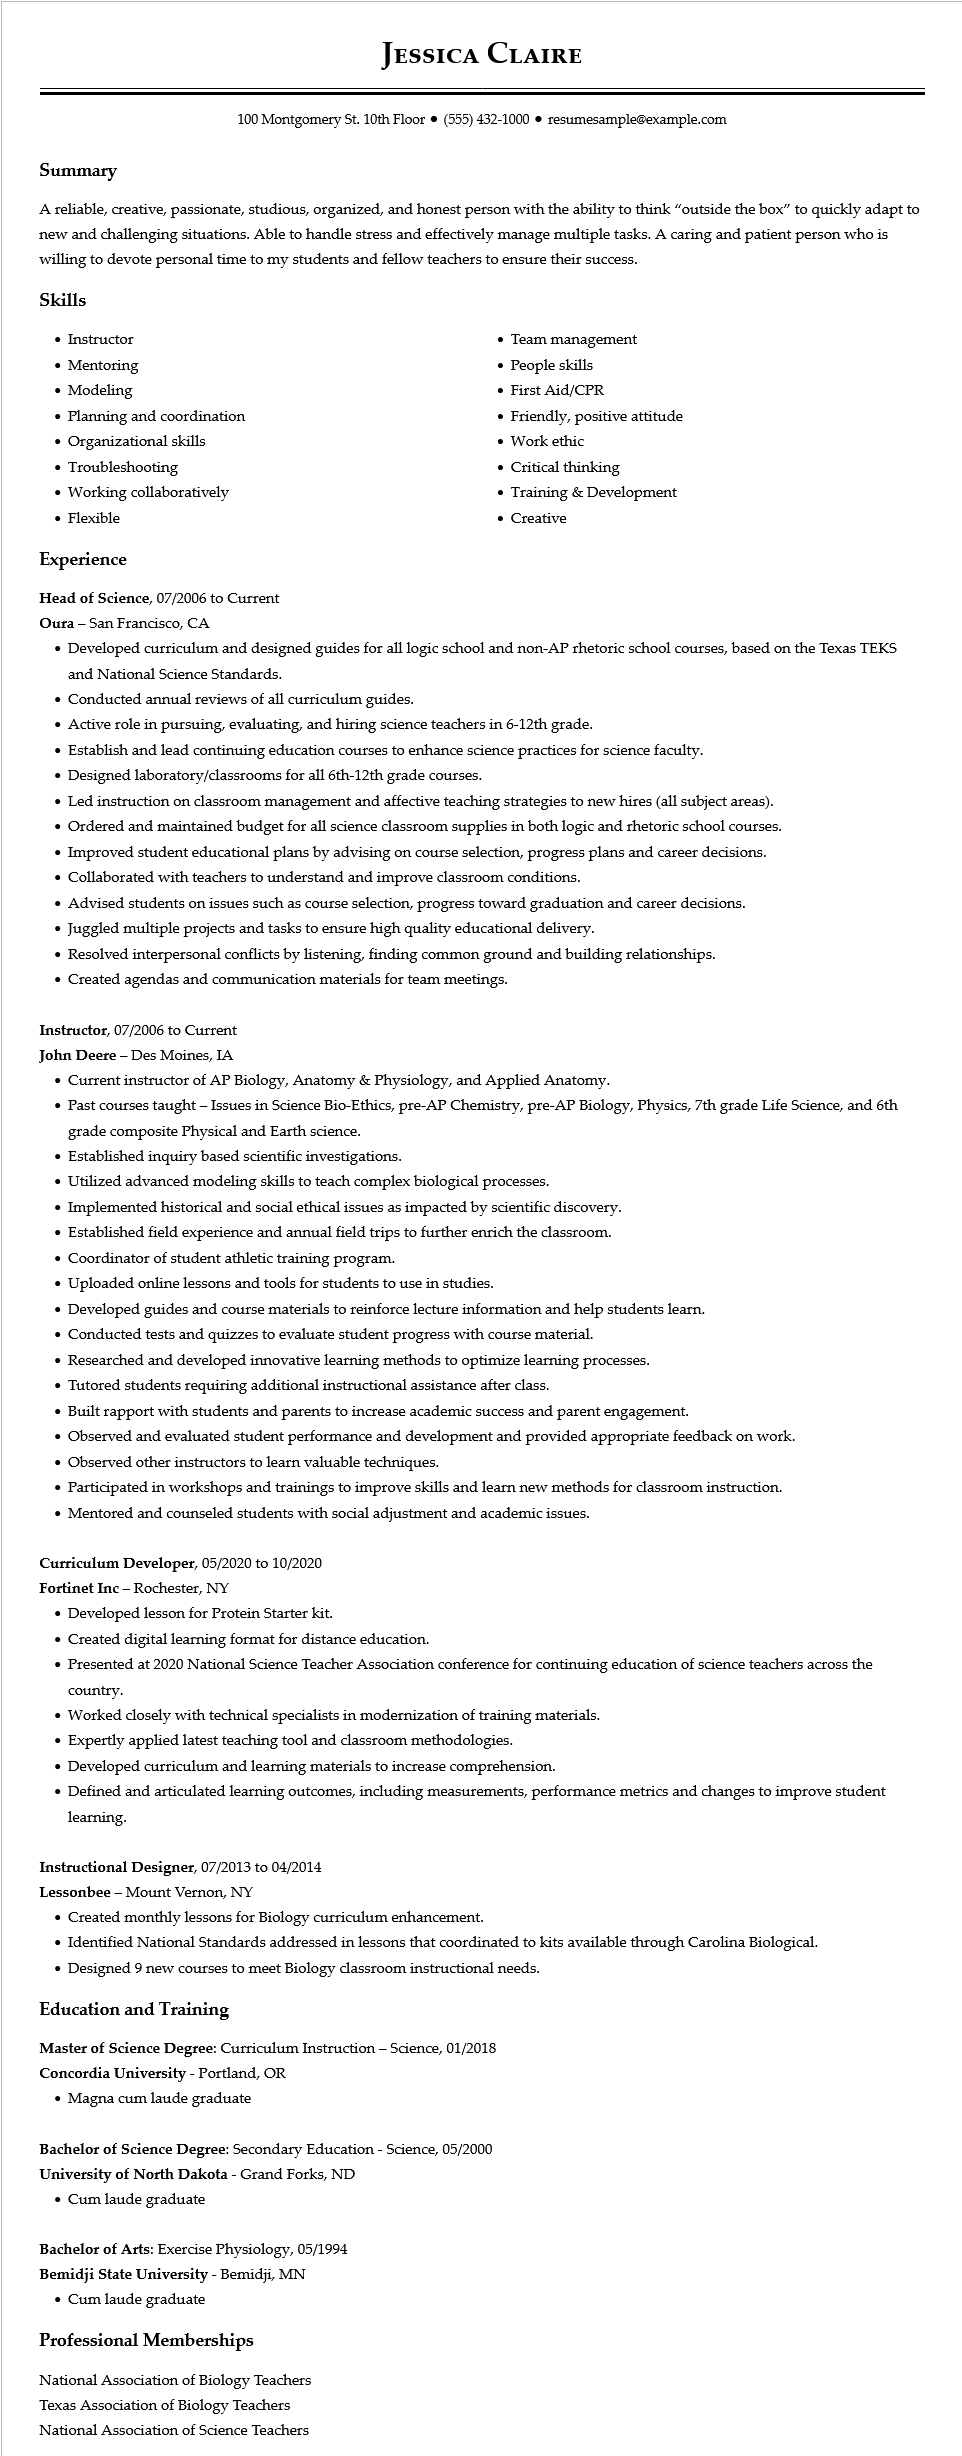 Jessica Claire
100 Montgomery St. 10th Floor ● (555) 432-1000 ● resumesample@example.com
Summary
A reliable, creative, passionate, studious, organized, and honest person with the ability to think “outside the box” to quickly adapt to
new and challenging situations. Able to handle stress and effectively manage multiple tasks. A caring and patient person who is
willing to devote personal time to my students and fellow teachers to ensure their success.
Skills
• Instructor
• Mentoring
• Modeling
• Planning and coordination
• Organizational skills
• Troubleshooting
• Working collaboratively
• Flexible
• Team management
• People skills
• First Aid/CPR
• Friendly, positive attitude
• Work ethic
• Critical thinking
• Training & Development
• Creative
Experience
Head of Science, 07/2006 to Current
Oura – San Francisco, CA
• Developed curriculum and designed guides for all logic school and non-AP rhetoric school courses, based on the Texas TEKS
and National Science Standards.
• Conducted annual reviews of all curriculum guides.
• Active role in pursuing, evaluating, and hiring science teachers in 6-12th grade.
• Establish and lead continuing education courses to enhance science practices for science faculty.
• Designed laboratory/classrooms for all 6th-12th grade courses.
• Led instruction on classroom management and affective teaching strategies to new hires (all subject areas).
• Ordered and maintained budget for all science classroom supplies in both logic and rhetoric school courses.
• Improved student educational plans by advising on course selection, progress plans and career decisions.
• Collaborated with teachers to understand and improve classroom conditions.
• Advised students on issues such as course selection, progress toward graduation and career decisions.
• Juggled multiple projects and tasks to ensure high quality educational delivery.
• Resolved interpersonal conflicts by listening, finding common ground and building relationships.
• Created agendas and communication materials for team meetings.
Instructor, 07/2006 to Current
John Deere – Des Moines, IA
• Current instructor of AP Biology, Anatomy & Physiology, and Applied Anatomy.
• Past courses taught – Issues in Science Bio-Ethics, pre-AP Chemistry, pre-AP Biology, Physics, 7th grade Life Science, and 6th
grade composite Physical and Earth science.
• Established inquiry based scientific investigations.
• Utilized advanced modeling skills to teach complex biological processes.
• Implemented historical and social ethical issues as impacted by scientific discovery.
• Established field experience and annual field trips to further enrich the classroom.
• Coordinator of student athletic training program.
• Uploaded online lessons and tools for students to use in studies.
• Developed guides and course materials to reinforce lecture information and help students learn.
• Conducted tests and quizzes to evaluate student progress with course material.
• Researched and developed innovative learning methods to optimize learning processes.
• Tutored students requiring additional instructional assistance after class.
• Built rapport with students and parents to increase academic success and parent engagement.
• Observed and evaluated student performance and development and provided appropriate feedback on work.
• Observed other instructors to learn valuable techniques.
• Participated in workshops and trainings to improve skills and learn new methods for classroom instruction.
• Mentored and counseled students with social adjustment and academic issues.
Curriculum Developer, 05/2020 to 10/2020
Fortinet Inc – Rochester, NY
• Developed lesson for Protein Starter kit.
• Created digital learning format for distance education.
• Presented at 2020 National Science Teacher Association conference for continuing education of science teachers across the
country.
• Worked closely with technical specialists in modernization of training materials.
• Expertly applied latest teaching tool and classroom methodologies.
• Developed curriculum and learning materials to increase comprehension.
• Defined and articulated learning outcomes, including measurements, performance metrics and changes to improve student
learning.
Instructional Designer, 07/2013 to 04/2014
Lessonbee – Mount Vernon, NY
• Created monthly lessons for Biology curriculum enhancement.
• Identified National Standards addressed in lessons that coordinated to kits available through Carolina Biological.
• Designed 9 new courses to meet Biology classroom instructional needs.
Education and Training
Master of Science Degree: Curriculum Instruction – Science, 01/2018
Concordia University - Portland, OR
• Magna cum laude graduate
Bachelor of Science Degree: Secondary Education - Science, 05/2000
University of North Dakota - Grand Forks, ND
• Cum laude graduate
Bachelor of Arts: Exercise Physiology, 05/1994
Bemidji State University - Bemidji, MN
• Cum laude graduate
Professional Memberships
National Association of Biology Teachers
Texas Association of Biology Teachers
National Association of Science Teachers